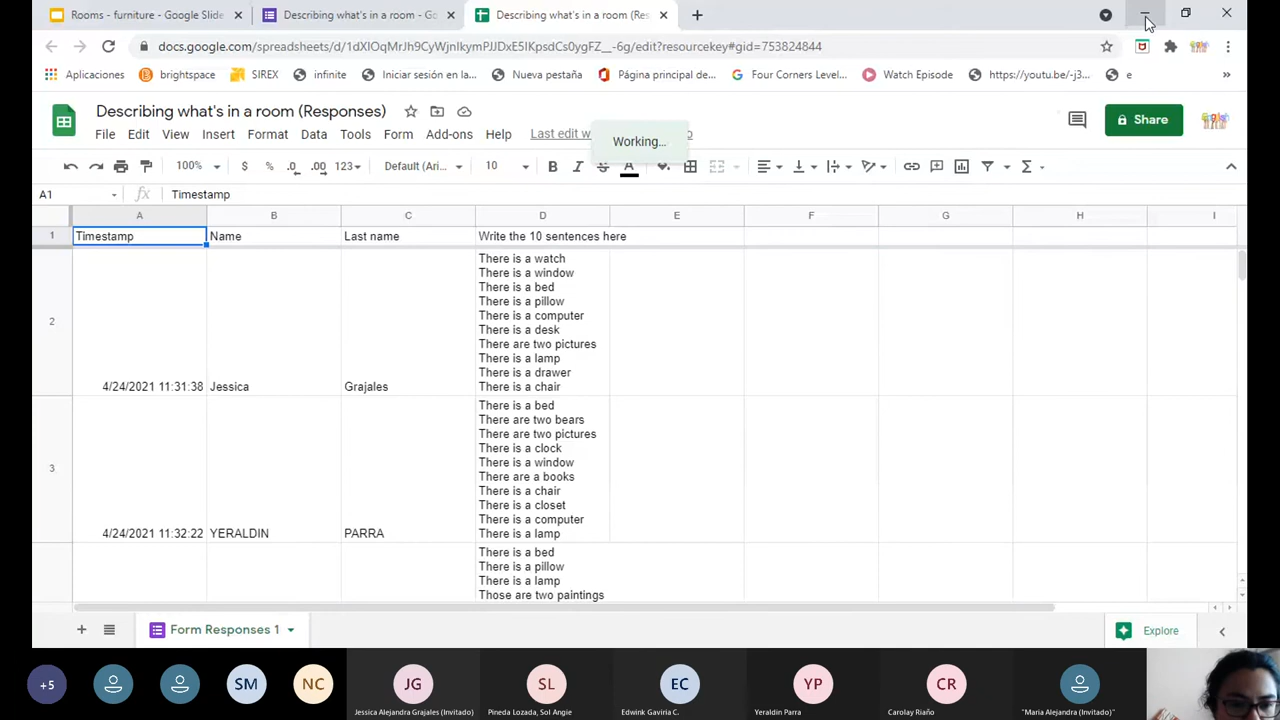 Rooms - furniture - Google Slide
Describing what's in a room - Go
Describing what's in a room (Res
docs.google.com/spreadsheets/d/1dXIOqMrJh9CyWjnIkymPJJDxE5IKpsdCs0ygFZ__-6g/edit?resourcekey#gid=753824844
Aplicaciones
brightspace
SIREX
infinite
Iniciar sesión en la...
Nueva pestaña
Página principal de...
Four Corners Level...
Watch Episode
https://youtu.be/-j3...
e
»
Describing what's in a room (Responses)
Share
File Edit View Insert Format Data Tools Form Add-ons Help Last edit w
Working...
100% $ % .0 .00 123 Default (Ari... 10 B I S A
A1 fx Timestamp
A B C D E F G H I
1 Timestamp Name Last name Write the 10 sentences here
There is a watch
There is a window
There is a bed
There is a pillow
There is a computer
There is a desk
There are two pictures
There is a lamp
There is a drawer
2 4/24/2021 11:31:38 Jessica Grajales There is a chair
There is a bed
There are two bears
There are two pictures
There is a clock
There is a window
There are a books
There is a chair
There is a closet
There is a computer
3 4/24/2021 11:32:22 YERALDIN PARRA There is a lamp
There is a bed
There is a pillow
There is a lamp
Those are two paintings
Form Responses 1
Explore
+5 SM NC JG SL EC YP CR
Jessica Alejandra Grajales (Invitado)
Pineda Lozada, Sol Angie
Edwink Gaviria C.
Yeraldin Parra
Carolay Riaño
"Maria Alejandra (Invitado)